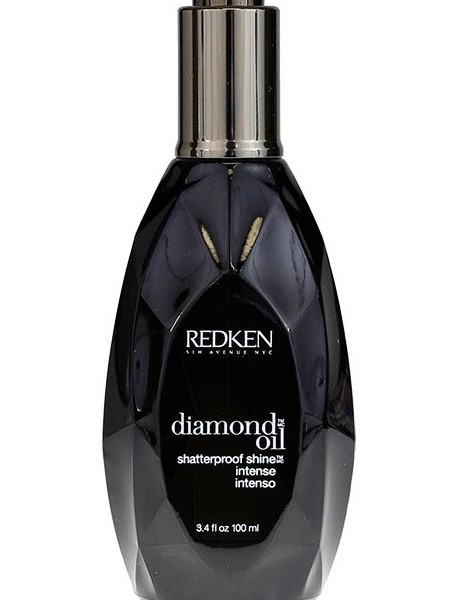 REDKEN
5TH AVENUE NYC
diamond
oil
shatterproof shine
intense
intenso
3.4 fl oz 100 ml